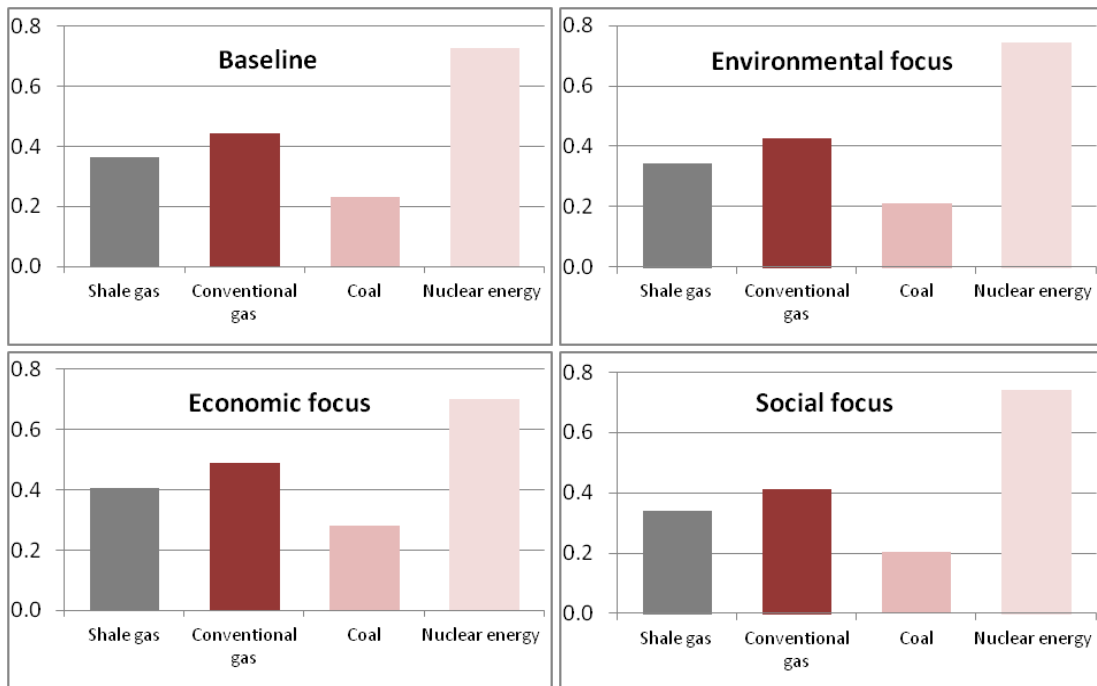 Baseline
0.8
0.6
0.4
0.2
0.0
Shale gas
Conventional
gas
Coal
Nuclear energy
Environmental focus
0.8
0.6
0.4
0.2
0.0
Shale gas
Conventional
gas
Coal
Nuclear energy
Economic focus
0.8
0.6
0.4
0.2
0.0
Shale gas
Conventional
gas
Coal
Nuclear energy
Social focus
0.8
0.6
0.4
0.2
0.0
Shale gas
Conventional
gas
Coal
Nuclear energy